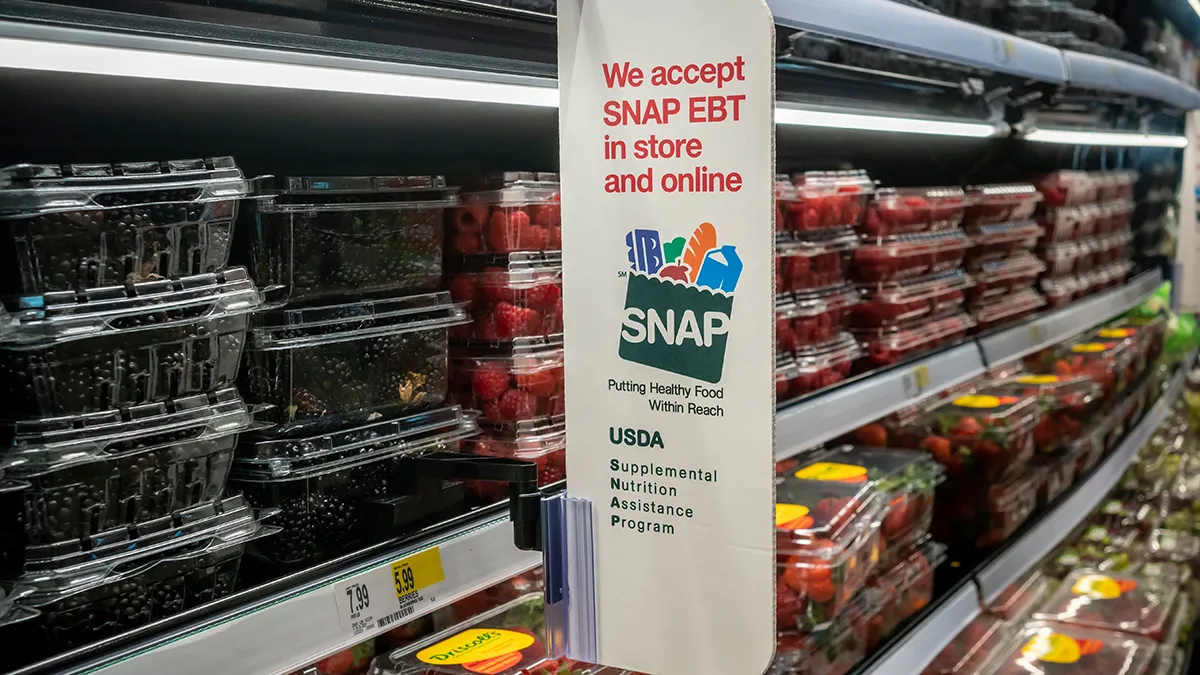 We accept
SNAP EBT
in store
and online
SM
SNAP
Putting Healthy Food
Within Reach
USDA
Supplemental
Nutrition
Assistance
Program
7.99
5.99
BERRIES
Driscoll's